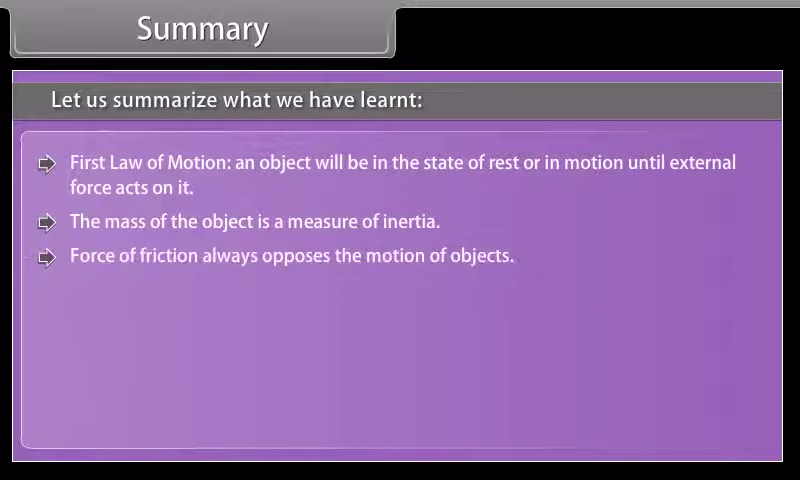 Summary
Let us summarize what we have learnt:
First Law of Motion: an object will be in the state of rest or in motion until external
force acts on it.
The mass of the object is a measure of inertia.
Force of friction always opposes the motion of objects.